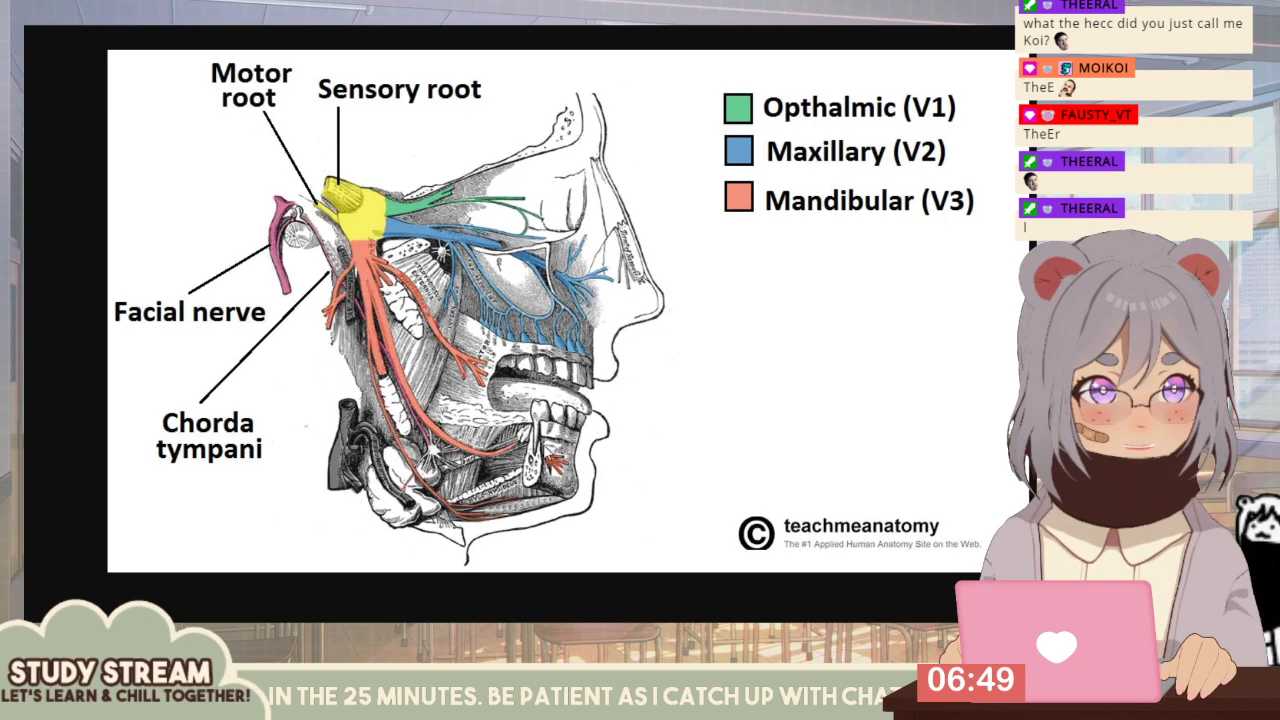 Motor
root
Sensory root
Facial nerve
Chorda
tympani
Opthalmic (V1)
Maxillary (V2)
Mandibular (V3)
© teachmeanatomy
The #1 Applied Human Anatomy Site on the Web.
THEERAL
what the hecc did you just call me
Koi?
MOIKOI
TheE
FAUSTY_VT
TheEr
THEERAL
THEERAL
l
STUDY STREAM
LET'S LEARN & CHILL TOGETHER!
IN THE 25 MINUTES. BE PATIENT AS I CATCH UP WITH CHA
06:49